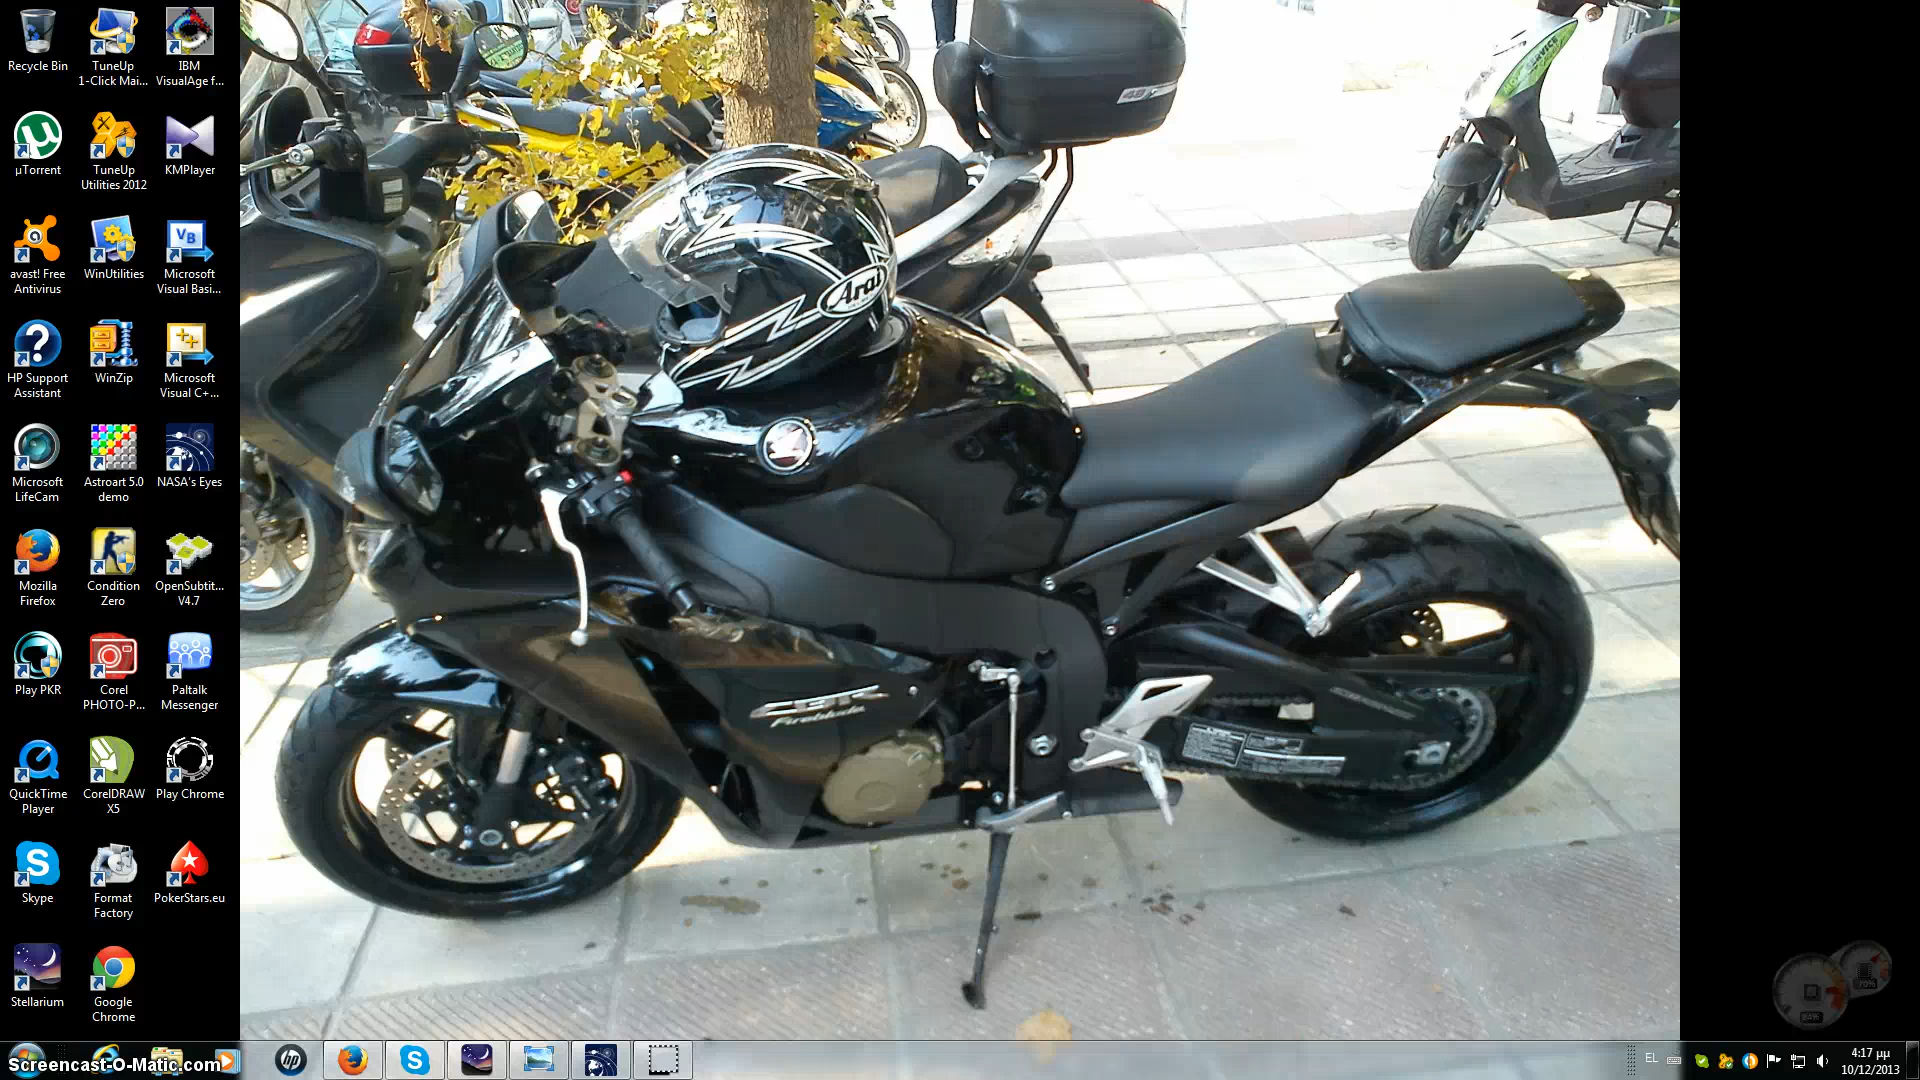 Recycle Bin
TuneUp
1-Click Mai...
IBM
VisualAge f...
µTorrent
TuneUp
Utilities 2012
KMPlayer
avast! Free
Antivirus
WinUtilities
Microsoft
Visual Basi...
HP Support
Assistant
WinZip
Microsoft
Visual C+...
Microsoft
LifeCam
Astroart 5.0
demo
NASA's Eyes
Mozilla
Firefox
Condition
Zero
OpenSubtit...
V4.7
Play PKR
Corel
PHOTO-P...
Paltalk
Messenger
QuickTime
Player
CorelDRAW
X5
Play Chrome
Skype
Format
Factory
PokerStars.eu
Stellarium
Google
Chrome
Arai
CBR
Fireblade
SERVICE
70%
Screencast-O-Matic.com
hp
EL
4:17 μμ
10/12/2013